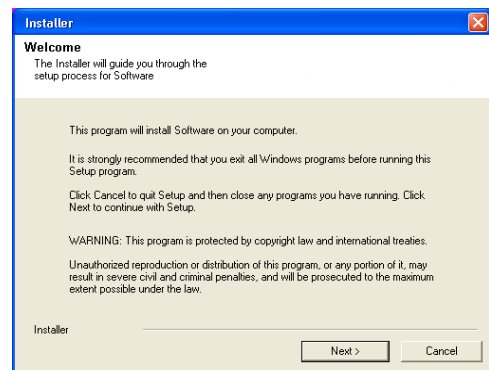 Installer
Welcome
The Installer will guide you through the
setup process for Software
This program will install Software on your computer.
It is strongly recommended that you exit all Windows programs before running this
Setup program.
Click Cancel to quit Setup and then close any programs you have running. Click
Next to continue with Setup.
WARNING: This program is protected by copyright law and international treaties.
Unauthorized reproduction or distribution of this program, or any portion of it, may
result in severe civil and criminal penalties, and will be prosecuted to the maximum
extent possible under the law.
Installer
Next > Cancel